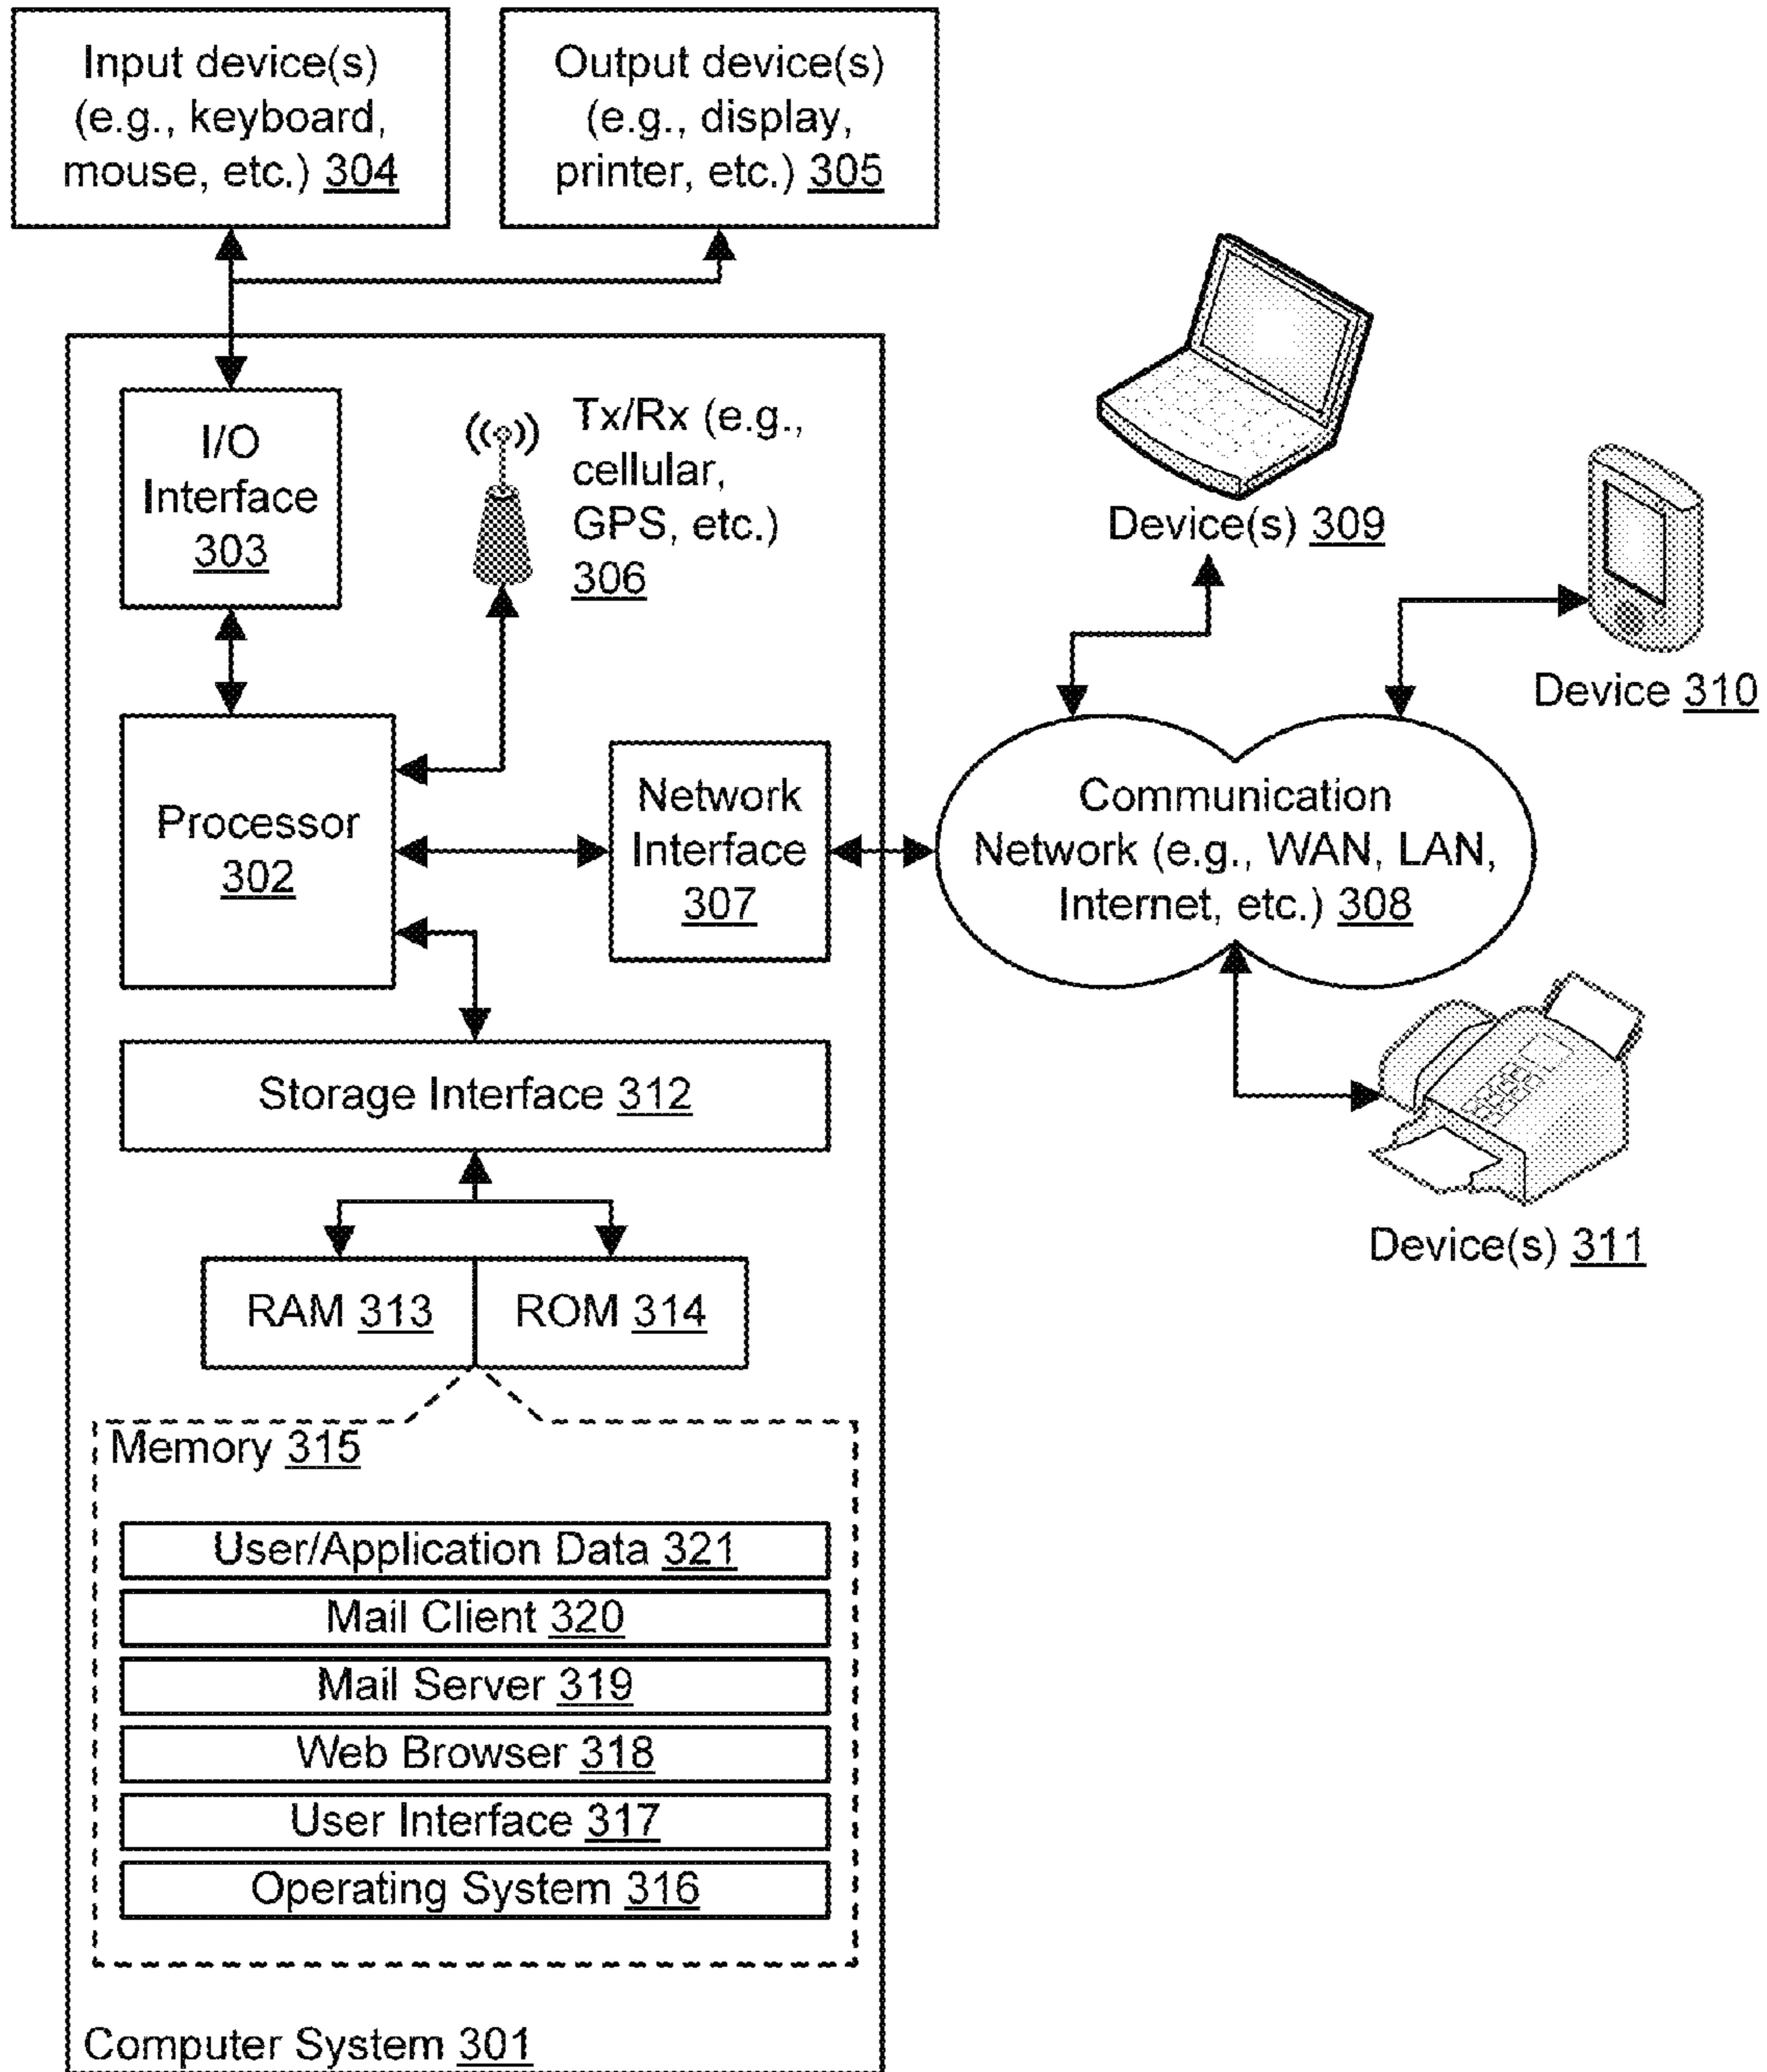 Input device(s)
(e.g., keyboard,
mouse, etc.) 304
Output device(s)
(e.g., display,
printer, etc.) 305
I/O
Interface
303
Tx/Rx (e.g.,
cellular,
GPS, etc.)
306
Device(s) 309
Device 310
Processor
302
Network
Interface
307
Communication
Network (e.g., WAN, LAN,
Internet, etc.) 308
Storage Interface 312
Device(s) 311
RAM 313
ROM 314
Memory 315
User/Application Data 321
Mail Client 320
Mail Server 319
Web Browser 318
User Interface 317
Operating System 316
Computer System 301